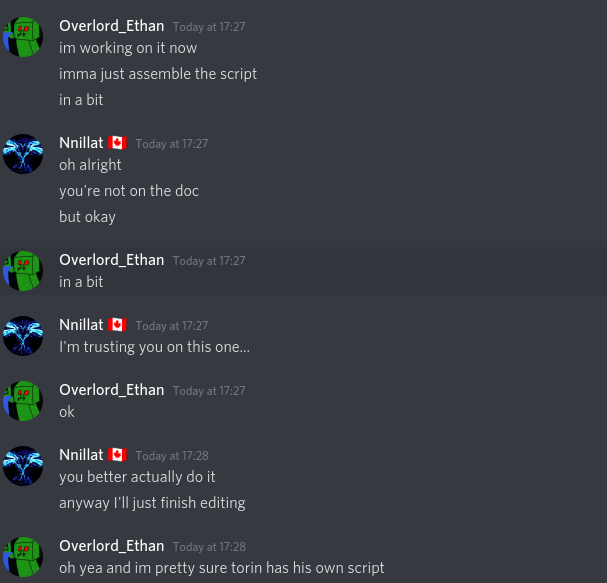 Overlord_Ethan Today at 17:27
im working on it now
imma just assemble the script
in a bit
Nnillat 🇨🇦 Today at 17:27
oh alright
you're not on the doc
but okay
Overlord_Ethan Today at 17:27
in a bit
Nnillat 🇨🇦 Today at 17:27
I'm trusting you on this one...
Overlord_Ethan Today at 17:27
ok
Nnillat 🇨🇦 Today at 17:28
you better actually do it
anyway I'll just finish editing
Overlord_Ethan Today at 17:28
oh yea and im pretty sure torin has his own script